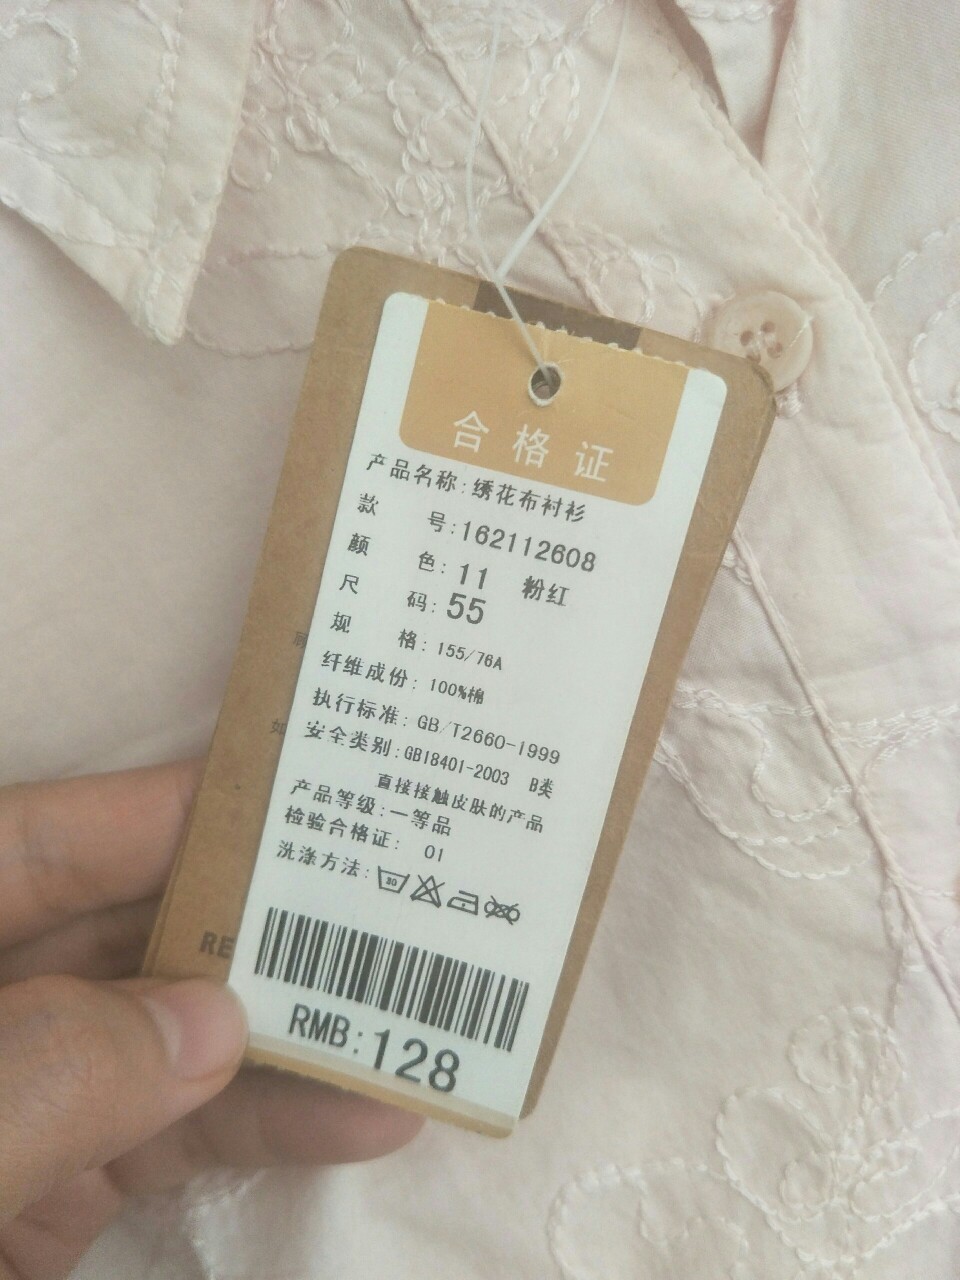 合格证
产品名称:绣花布衬衫
款号:162112608
颜色:11 粉红
尺码:55
规格:155/76A
纤维成份:100%棉
执行标准:GB/T2660-1999
安全类别:GB18401-2003 B类
直接接触皮肤的产品
产品等级:一等品
检验合格证: 01
洗涤方法:
30
RMB:128
如
RE